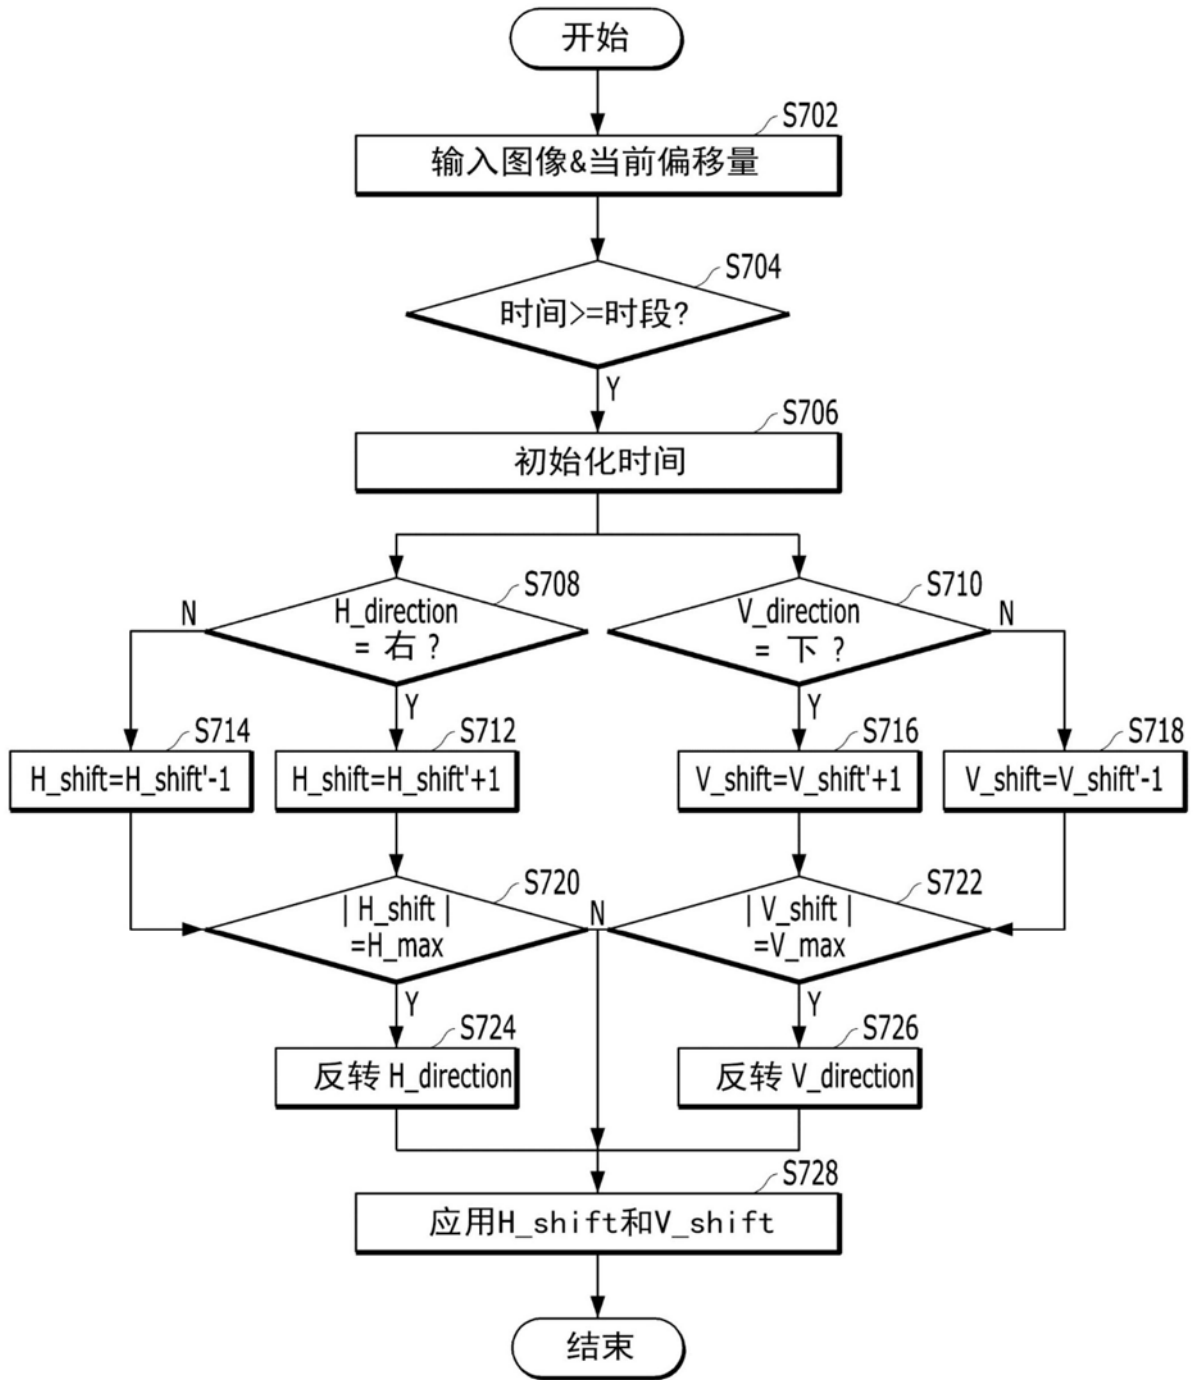 开始
S702
输入图像&当前偏移量
S704
时间>=时段?
Y
S706
初始化时间
S708
H_direction
= 右 ?
N
Y
S710
V_direction
= 下 ?
N
Y
S714
H_shift=H_shift'-1
S712
H_shift=H_shift'+1
S716
V_shift=V_shift'+1
S718
V_shift=V_shift'-1
S720
| H_shift |
=H_max
N
Y
S722
| V_shift |
=V_max
Y
S724
反转 H_direction
S726
反转 V_direction
S728
应用H_shift和V_shift
结束